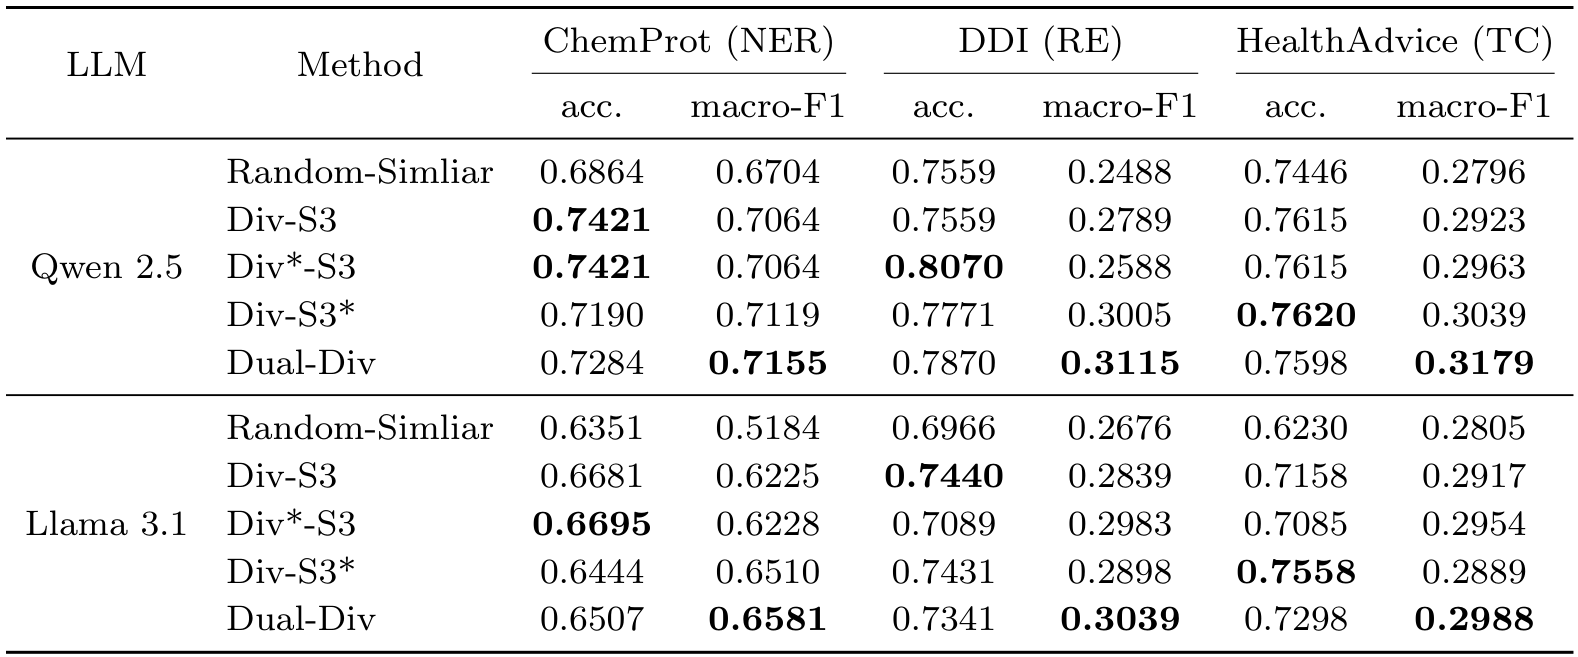 LLM Method ChemProt (NER) DDI (RE) HealthAdvice (TC)
acc. macro-F1 acc. macro-F1 acc. macro-F1
Random-Simliar 0.6864 0.6704 0.7559 0.2488 0.7446 0.2796
Div-S3 0.7421 0.7064 0.7559 0.2789 0.7615 0.2923
Qwen 2.5 Div*-S3 0.7421 0.7064 0.8070 0.2588 0.7615 0.2963
Div-S3* 0.7190 0.7119 0.7771 0.3005 0.7620 0.3039
Dual-Div 0.7284 0.7155 0.7870 0.3115 0.7598 0.3179
Random-Simliar 0.6351 0.5184 0.6966 0.2676 0.6230 0.2805
Div-S3 0.6681 0.6225 0.7440 0.2839 0.7158 0.2917
Llama 3.1 Div*-S3 0.6695 0.6228 0.7089 0.2983 0.7085 0.2954
Div-S3* 0.6444 0.6510 0.7431 0.2898 0.7558 0.2889
Dual-Div 0.6507 0.6581 0.7341 0.3039 0.7298 0.2988